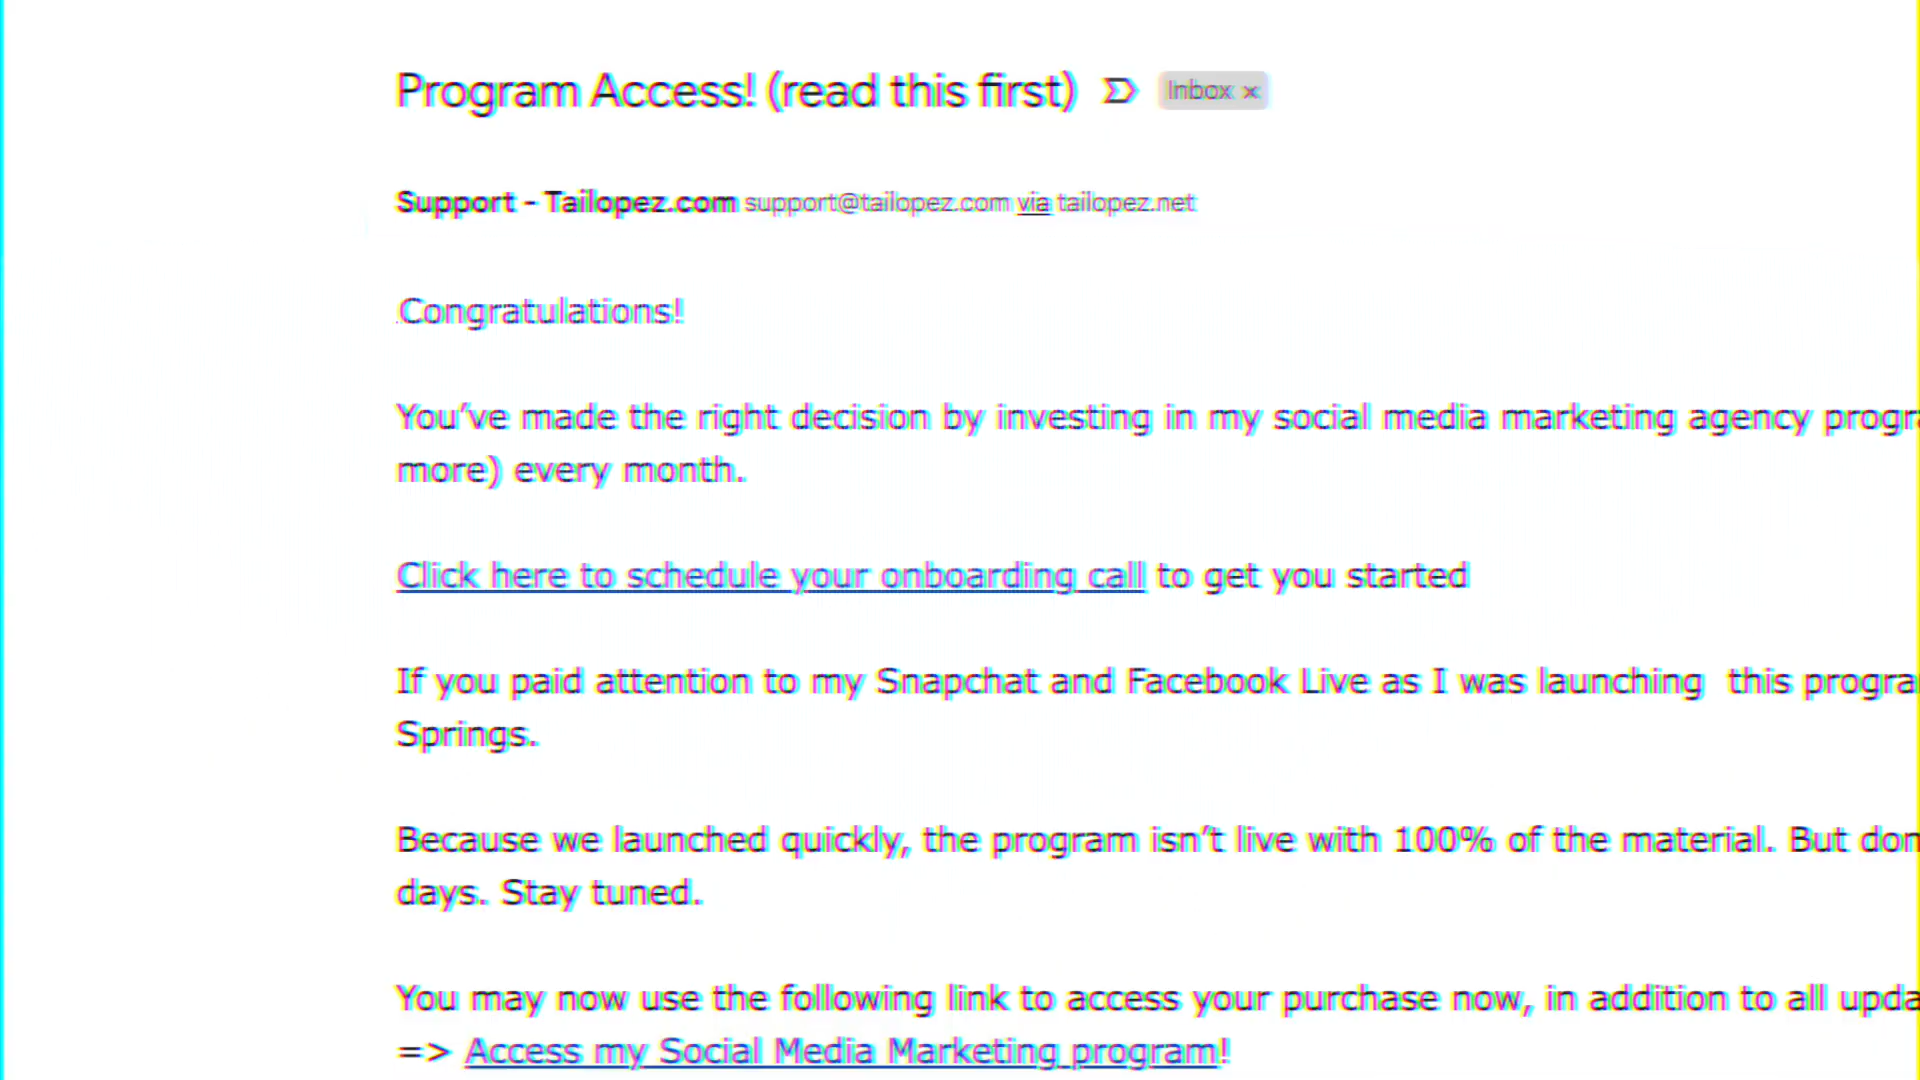 Program Access! (read this first) Inbox ×
Support - Tailopez.com support@tailopez.com via tailopez.net
Congratulations!
You’ve made the right decision by investing in my social media marketing agency
more) every month.
Click here to schedule your onboarding call to get you started
If you paid attention to my Snapchat and Facebook Live as I was launching this
Springs.
Because we launched quickly, the program isn’t live with 100% of the material. But
days. Stay tuned.
You may now use the following link to access your purchase now, in addition to all
=> Access my Social Media Marketing program!